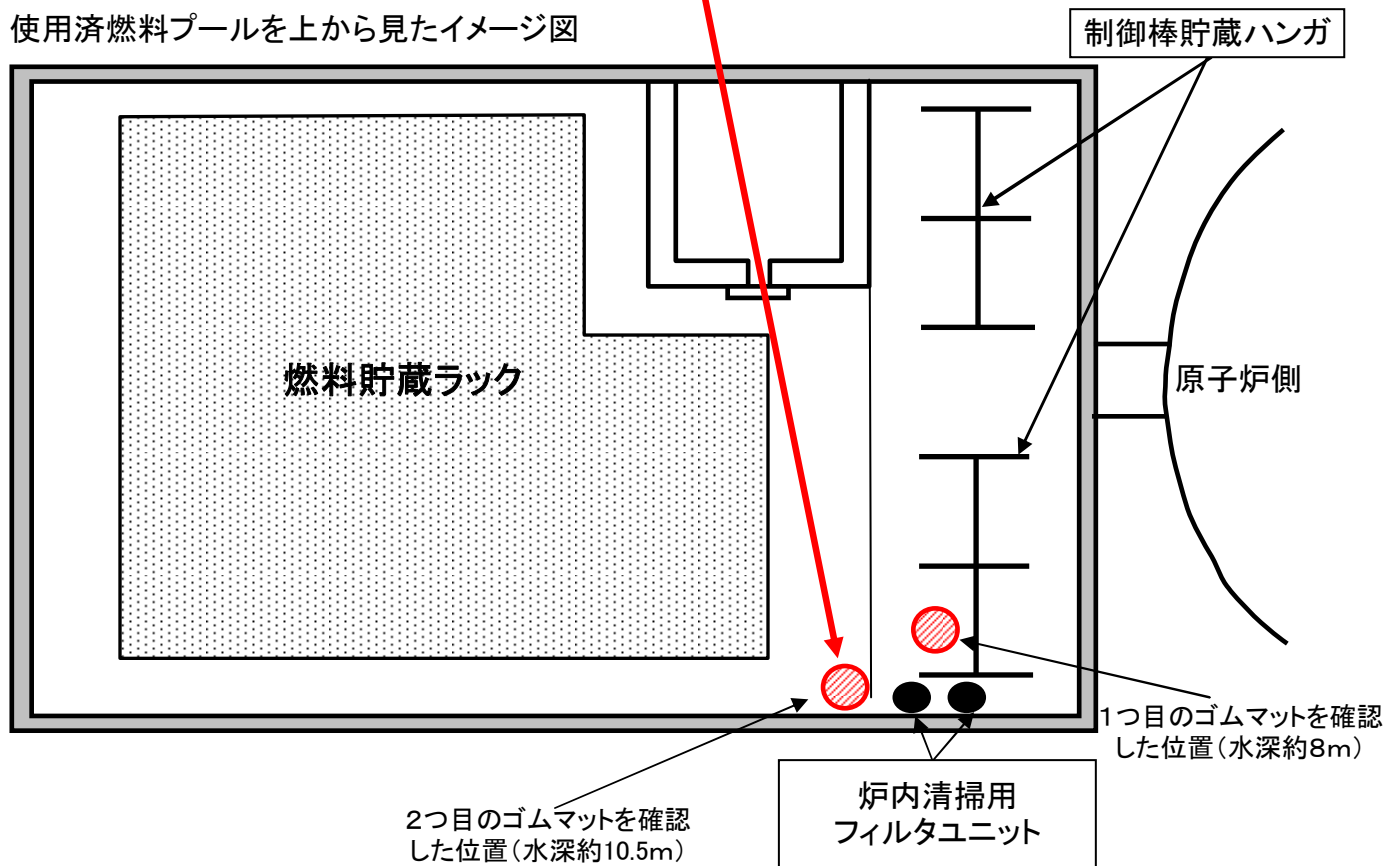 使用済燃料プールを上から見たイメージ図
制御棒貯蔵ハンガ
燃料貯蔵ラック
原子炉側
1つ目のゴムマットを確認
した位置(水深約8m)
2つ目のゴムマットを確認
した位置(水深約10.5m)
炉内清掃用
フィルタユニット